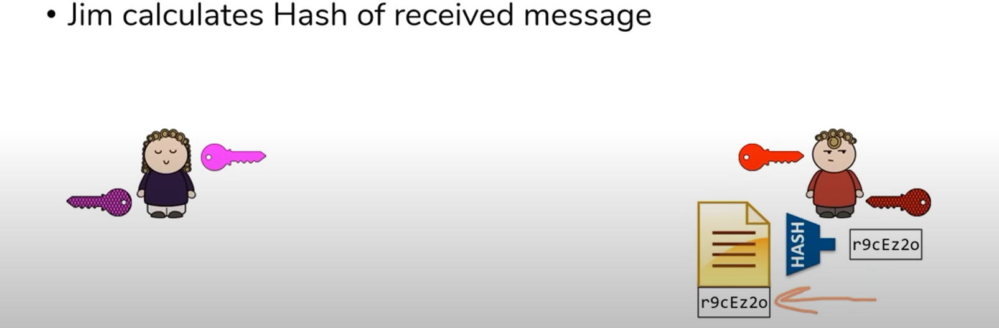 • Jim calculates Hash of received message
HASH
r9cEz2o
r9cEz2o